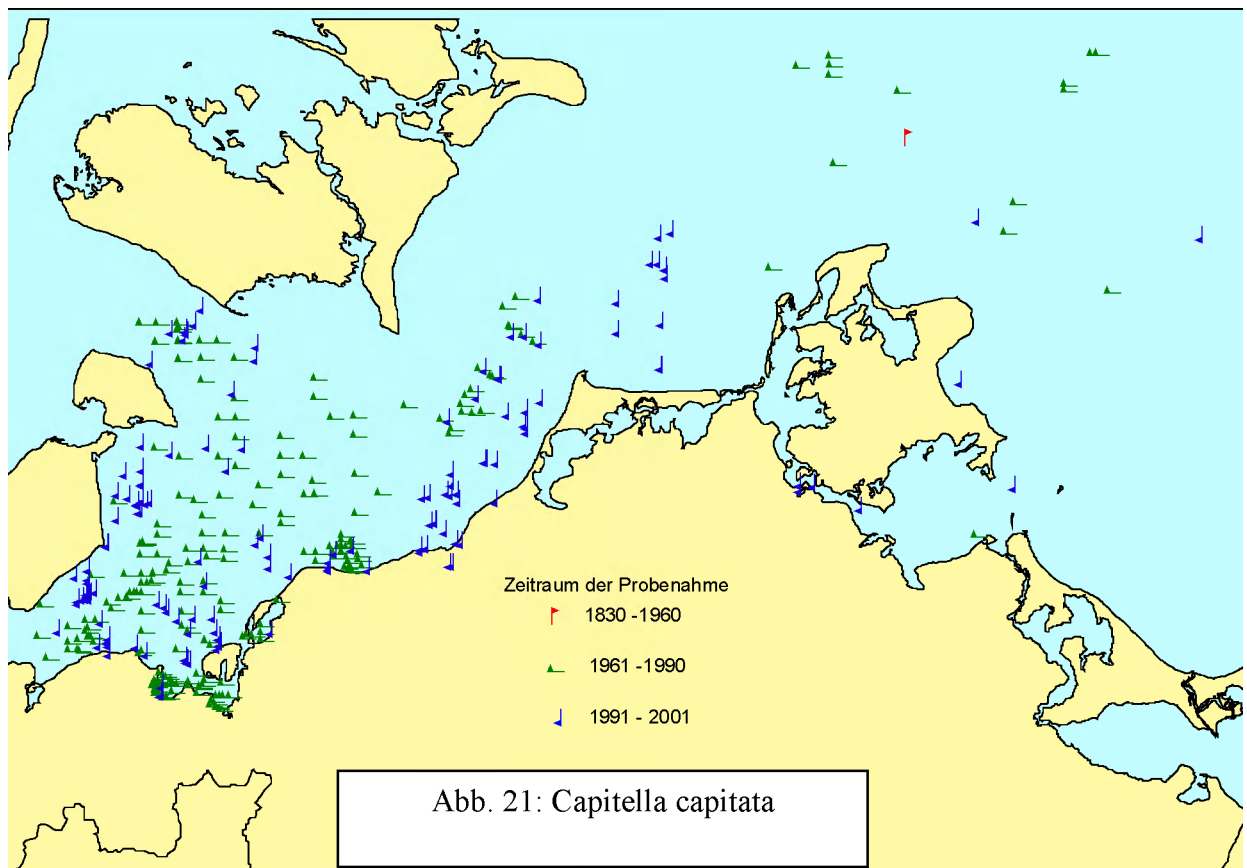 Zeitraum der Probenahme
1830 -1960
1961 -1990
1991 - 2001
Abb. 21: Capitella capitata